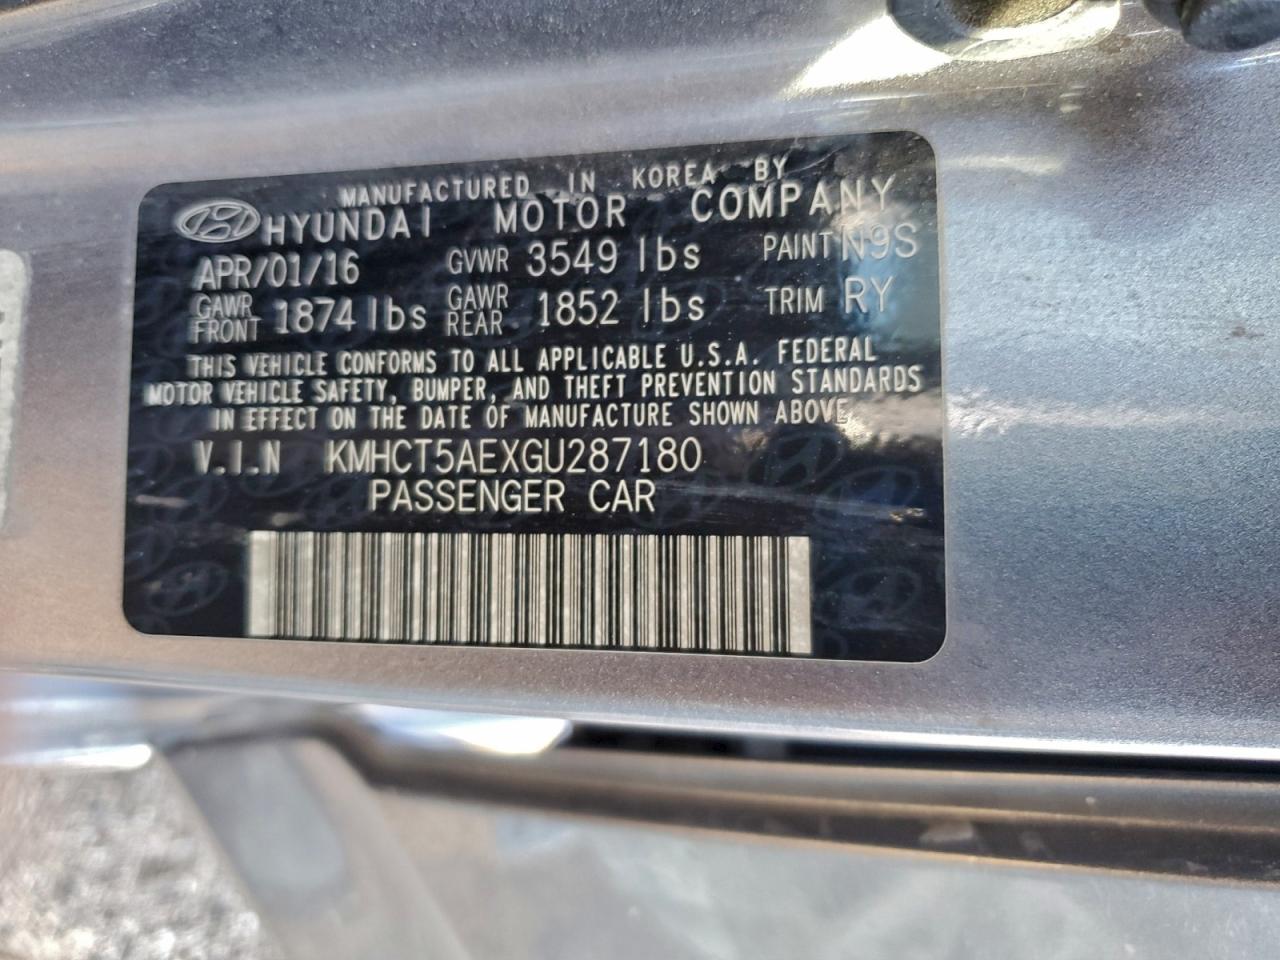 MANUFACTURED IN KOREA BY
HYUNDAI MOTOR COMPANY
APR/01/16 GVWR 3549 lbs PAINT N9S
GAWR FRONT 1874 lbs GAWR REAR 1852 lbs TRIM RY
THIS VEHICLE CONFORMS TO ALL APPLICABLE U.S.A. FEDERAL
MOTOR VEHICLE SAFETY, BUMPER, AND THEFT PREVENTION STANDARDS
IN EFFECT ON THE DATE OF MANUFACTURE SHOWN ABOVE.
V.I.N KMHCT5AEXGU287180
PASSENGER CAR